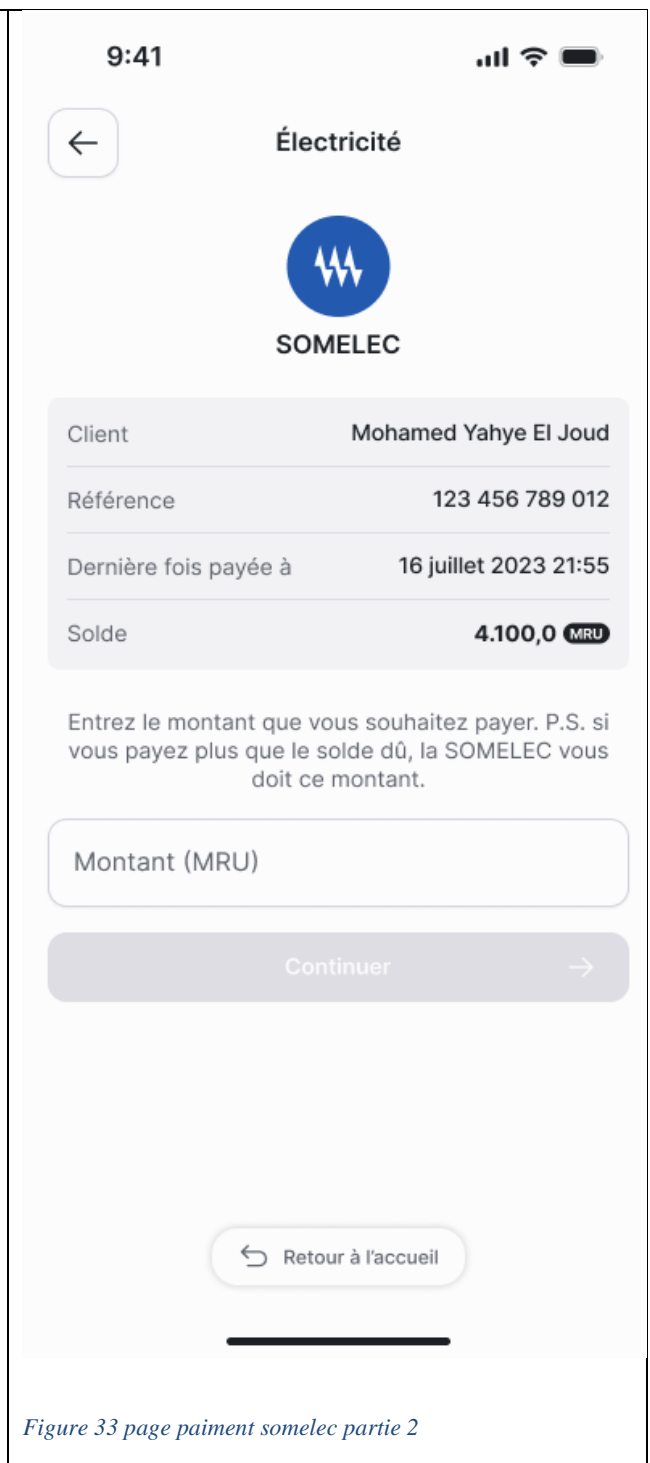 9:41
Électricité
SOMELEC
Client Mohamed Yahye El Joud
Référence 123 456 789 012
Dernière fois payée à 16 juillet 2023 21:55
Solde 4.100,0 MRU
Entrez le montant que vous souhaitez payer. P.S. si
vous payez plus que le solde dû, la SOMELEC vous
doit ce montant.
Montant (MRU)
Continuer
Retour à l'accueil
Figure 33 page paiment somelec partie 2